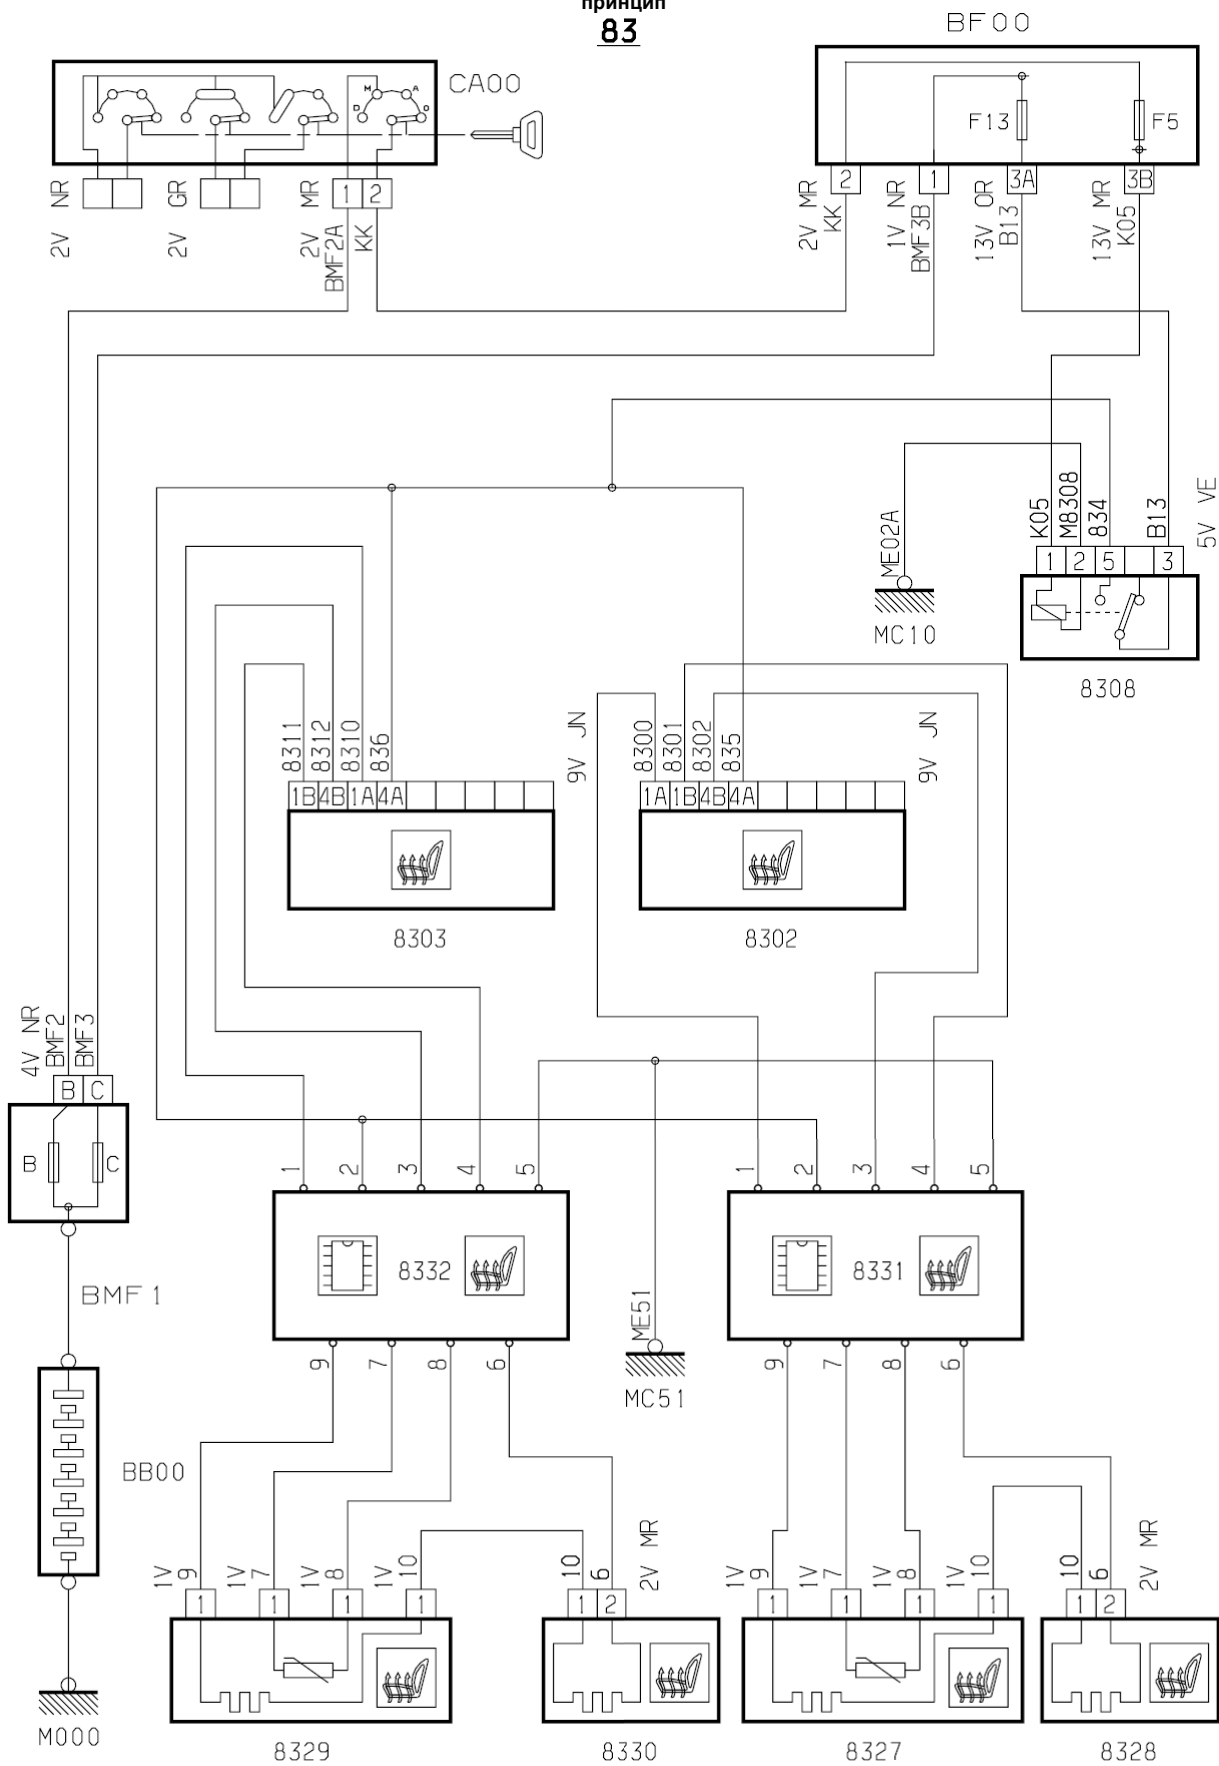 принцип
83
BF00
CA00
M
A
D
O
F13
F5
1
2
2
1
3A
3B
2V NR
2V GR
2V MR
BMF2A
KK
2V MR
KK
1V NR
BMF3B
13V OR
B13
13V MR
K05
ME02A
MC10
K05
M8308
834
B13
5V VE
1
2
5
3
8308
8311
8312
8310
836
9V JN
1B
4B
1A
4A
8303
8300
8301
8302
835
9V JN
1A
1B
4B
4A
8302
4V NR
BMF2
BMF3
B
C
B
C
BMF1
BB00
M000
1
2
3
4
5
8332
9
7
8
6
ME51
MC51
1
2
3
4
5
8331
9
7
8
6
1V
9
1V
7
1V
8
1V
10
1
1
1
1
8329
10
6
2V MR
1
2
8330
1V
9
1V
7
1V
8
1V
10
1
1
1
1
8327
10
6
2V MR
1
2
8328